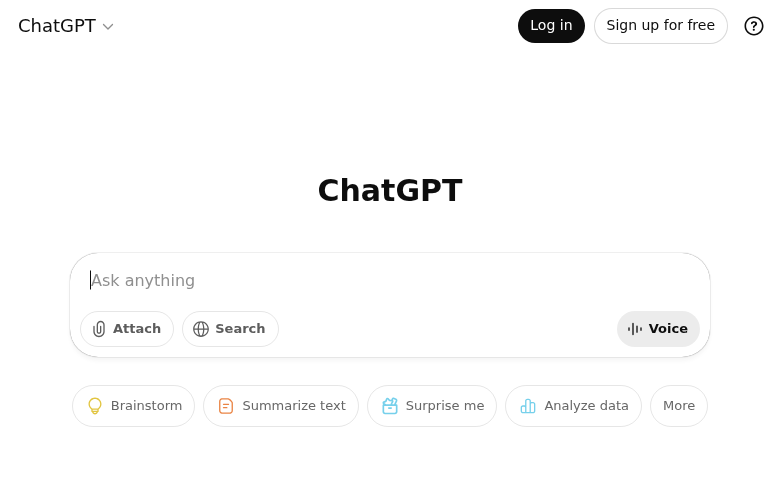 ChatGPT Log in Sign up for free
ChatGPT
Ask anything
Attach Search Voice
Brainstorm Summarize text Surprise me Analyze data More